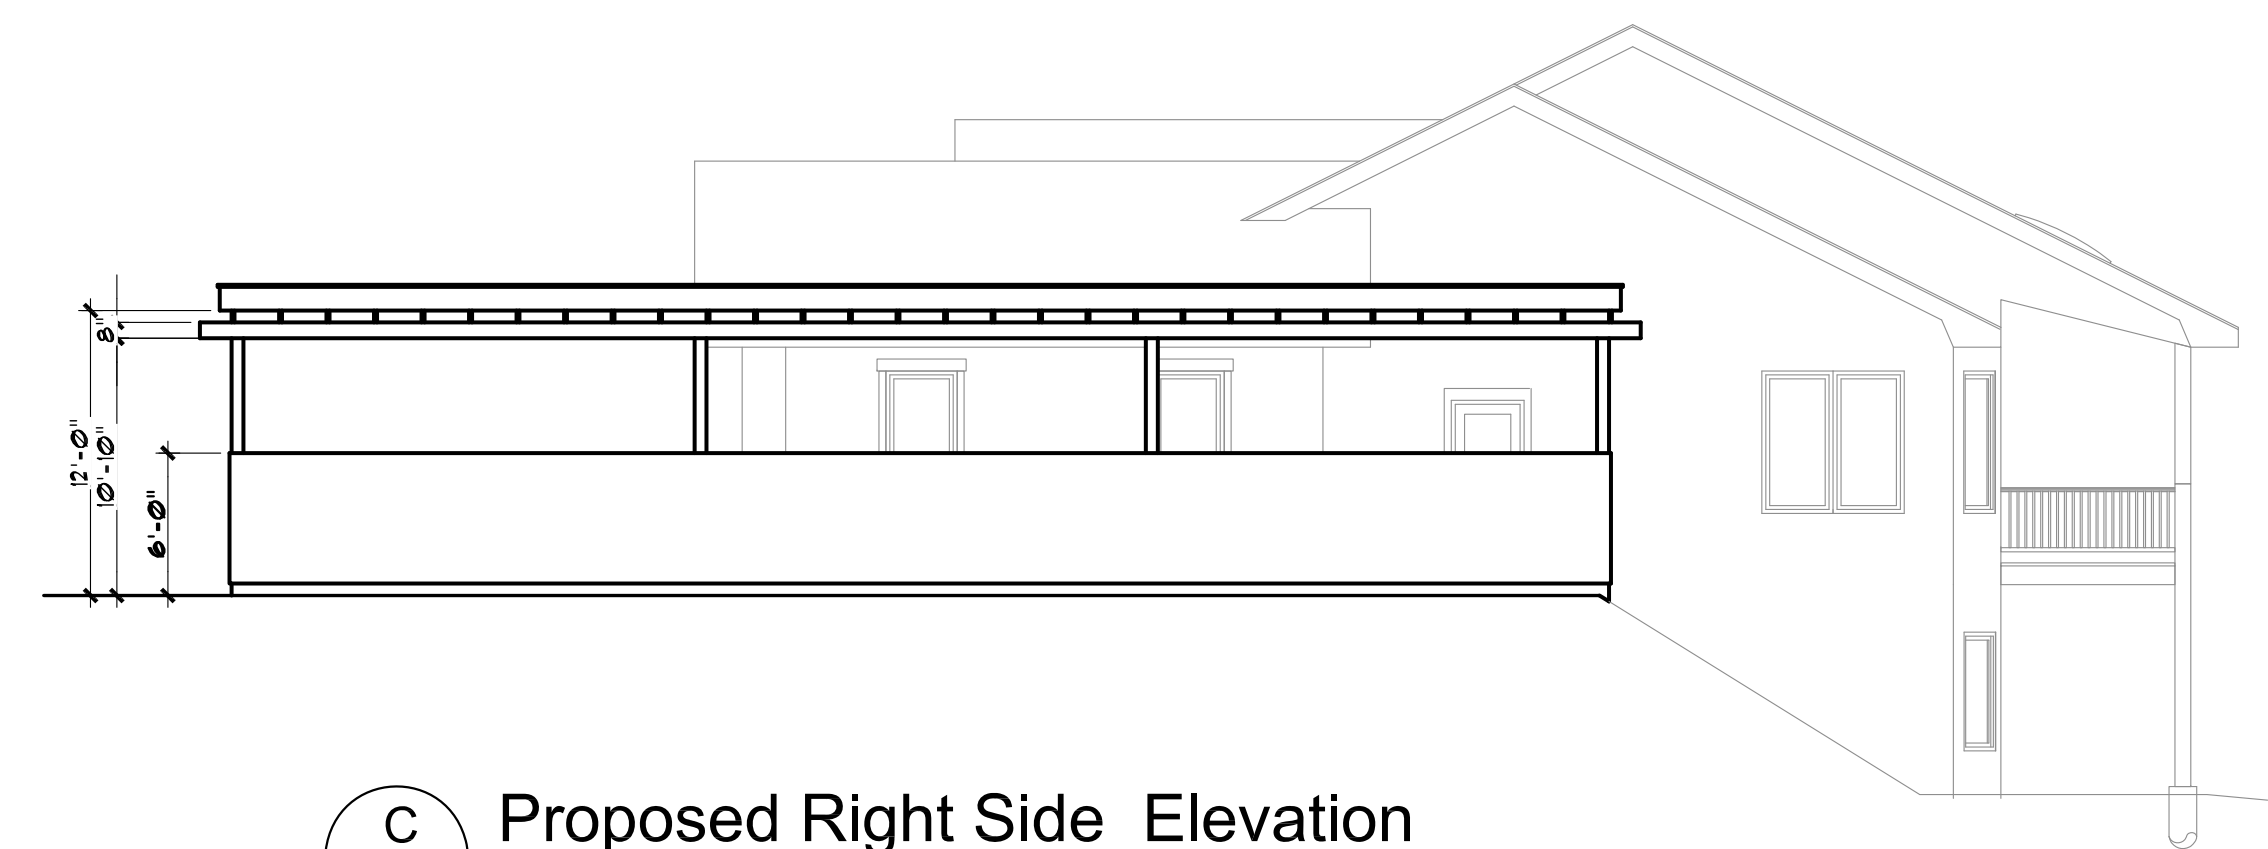 8"
12'-0"
10'-10"
6'-0"
C
Proposed Right Side Elevation